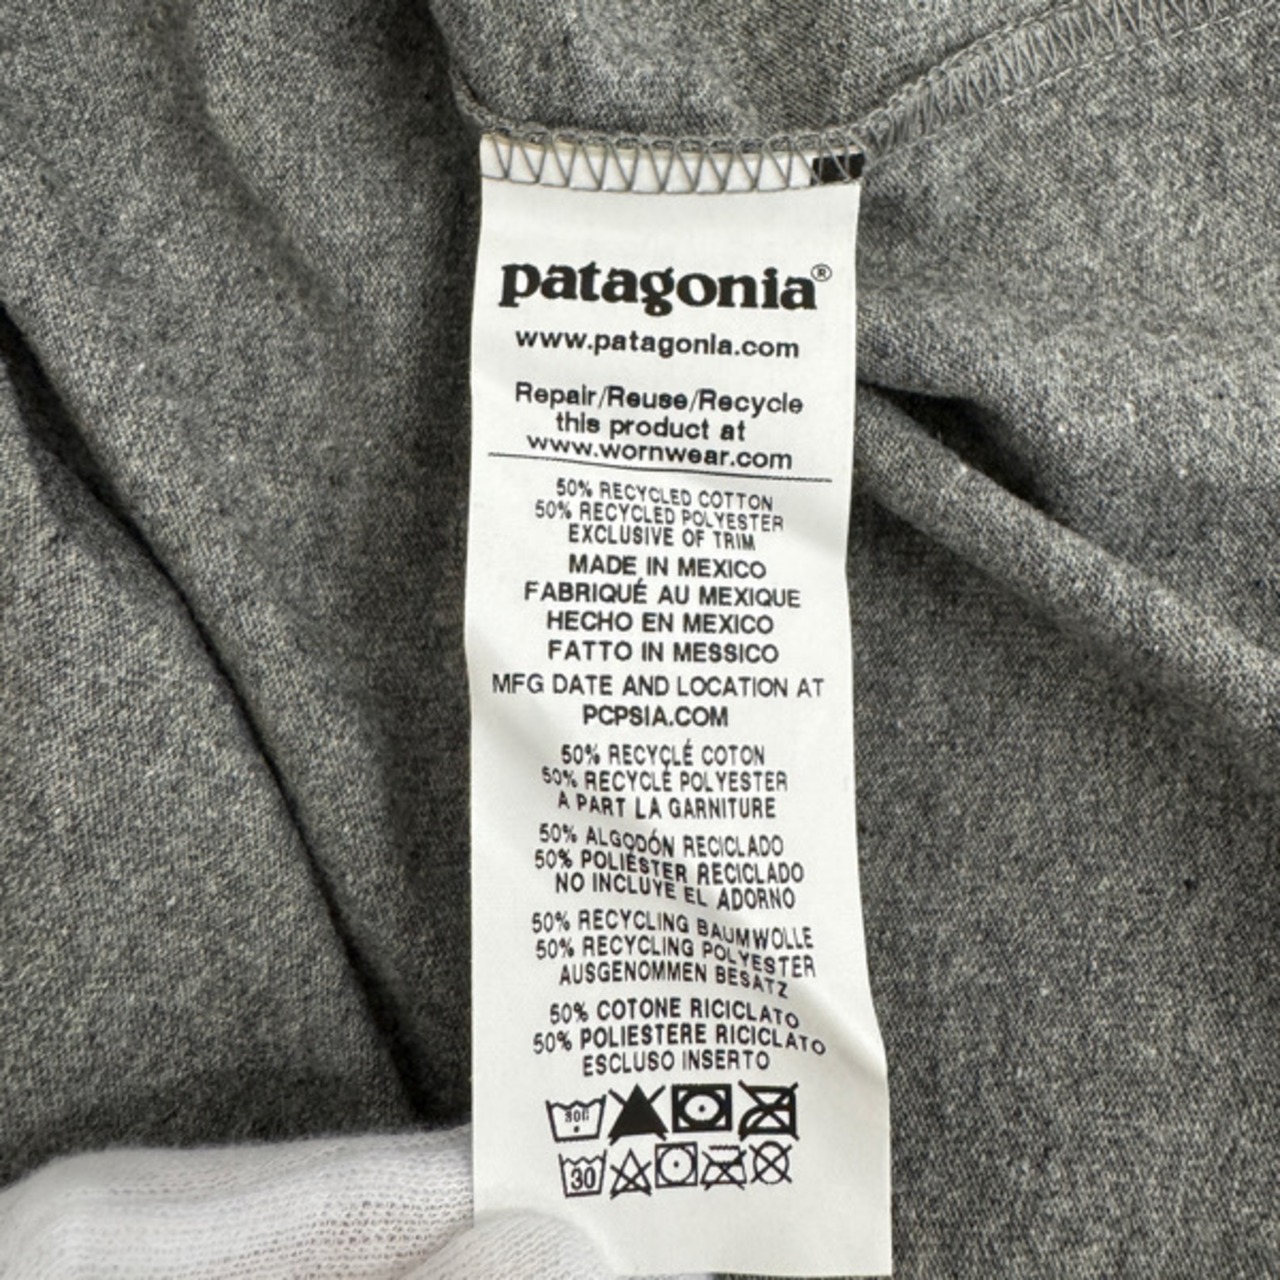 patagonia®
www.patagonia.com
Repair/Reuse/Recycle
this product at
www.wornwear.com
50% RECYCLED COTTON
50% RECYCLED POLYESTER
EXCLUSIVE OF TRIM
MADE IN MEXICO
FABRIQUÉ AU MEXIQUE
HECHO EN MEXICO
FATTO IN MESSICO
MFG DATE AND LOCATION AT
PCPSIA.COM
50% RECYCLÉ COTON
50% RECYCLÉ POLYESTER
A PART LA GARNITURE
50% ALGODÓN RECICLADO
50% POLIÉSTER RECICLADO
NO INCLUYE EL ADORNO
50% RECYCLING BAUMWOLLE
50% RECYCLING POLYESTER
AUSGENOMMEN BESATZ
50% COTONE RICICLATO
50% POLIESTERE RICICLATO
ESCLUSO INSERTO
30